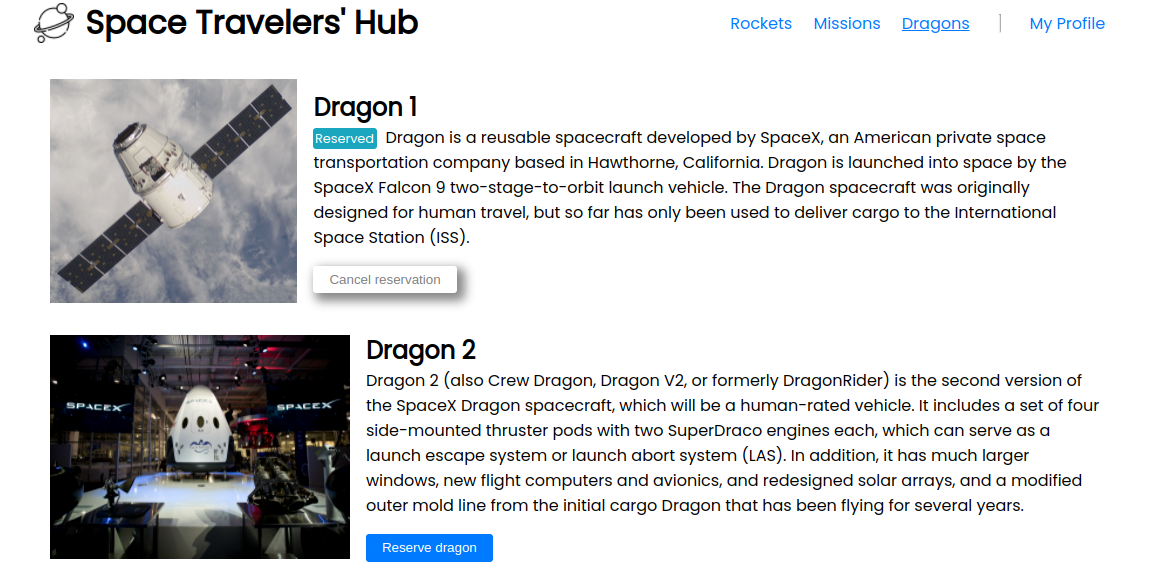 Space Travelers' Hub
Rockets Missions Dragons | My Profile
Dragon 1
Reserved Dragon is a reusable spacecraft developed by SpaceX, an American private space
transportation company based in Hawthorne, California. Dragon is launched into space by the
SpaceX Falcon 9 two-stage-to-orbit launch vehicle. The Dragon spacecraft was originally
designed for human travel, but so far has only been used to deliver cargo to the International
Space Station (ISS).
Cancel reservation
SPACEX
SPACEX
SPACEX
Dragon 2
Dragon 2 (also Crew Dragon, Dragon V2, or formerly DragonRider) is the second version of
the SpaceX Dragon spacecraft, which will be a human-rated vehicle. It includes a set of four
side-mounted thruster pods with two SuperDraco engines each, which can serve as a
launch escape system or launch abort system (LAS). In addition, it has much larger
windows, new flight computers and avionics, and redesigned solar arrays, and a modified
outer mold line from the initial cargo Dragon that has been flying for several years.
Reserve dragon